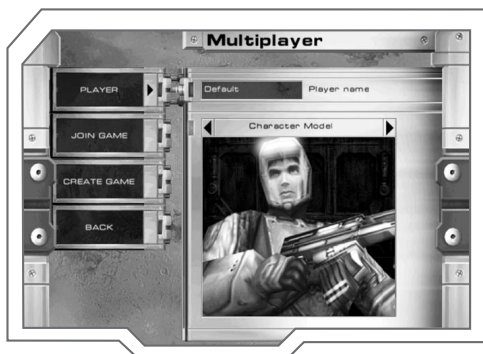 Multiplayer
PLAYER
Default
Player name
JOIN GAME
Character Model
CREATE GAME
BACK